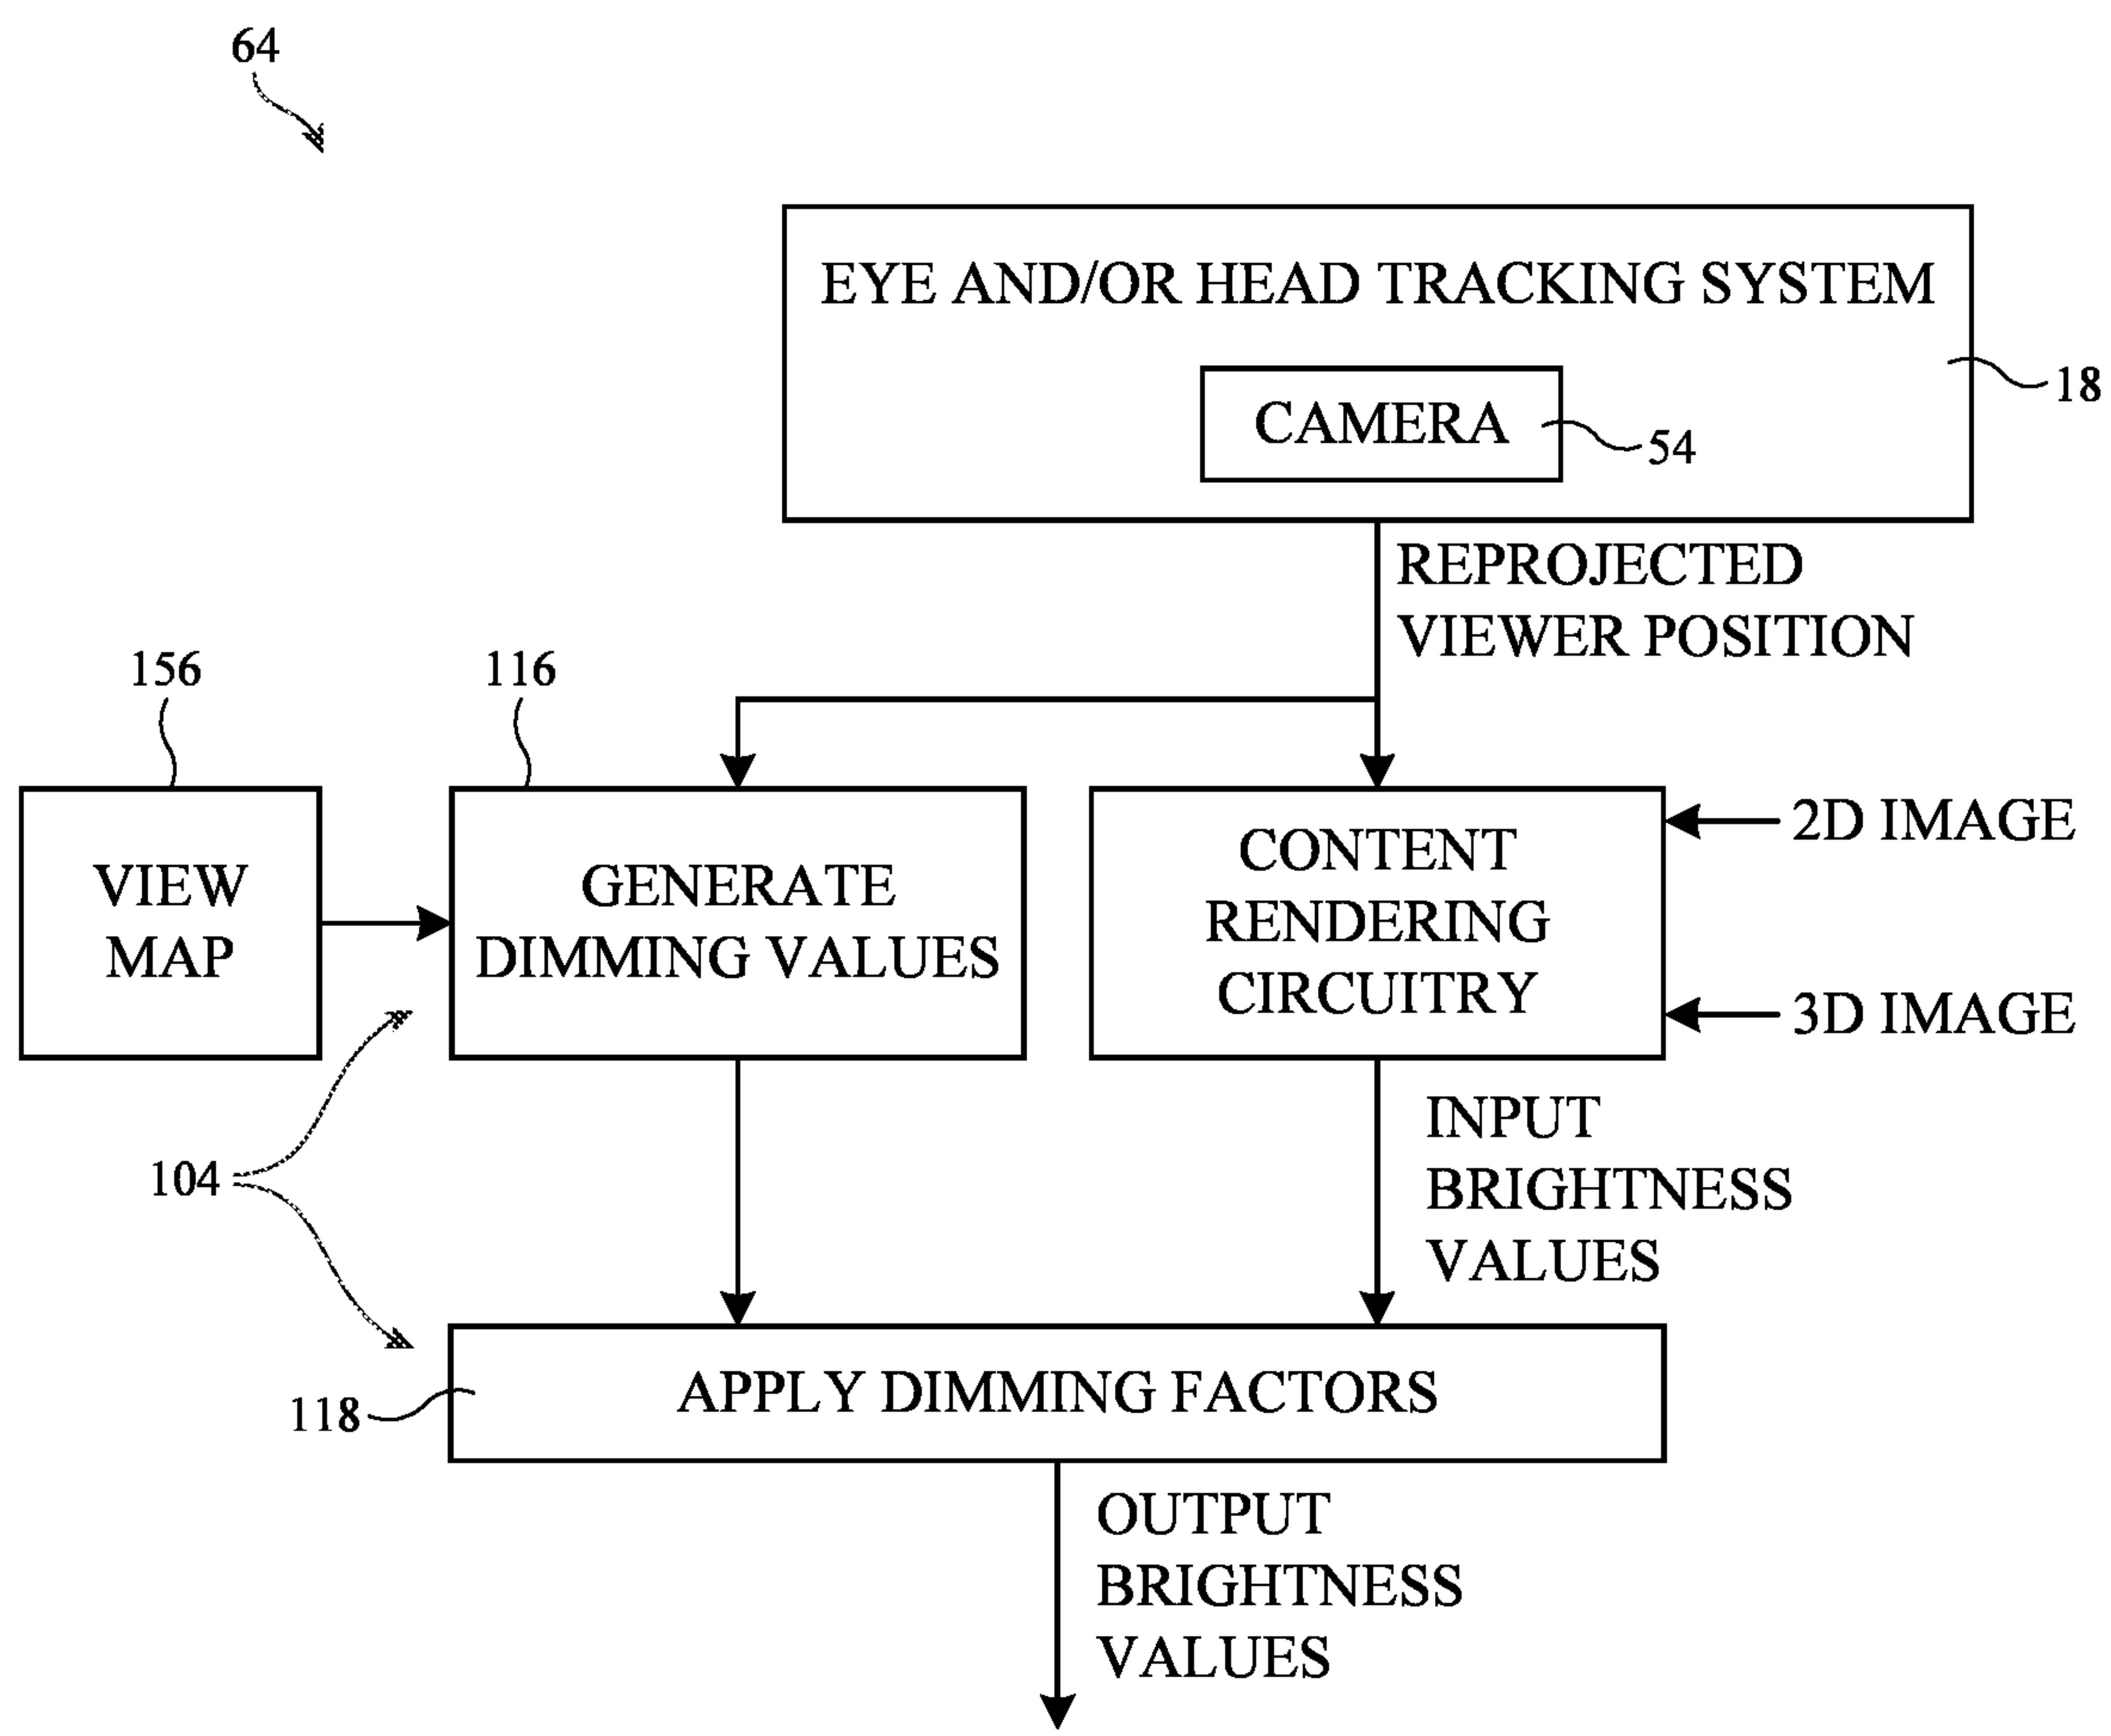 64
EYE AND/OR HEAD TRACKING SYSTEM
CAMERA
18
54
REPROJECTED
VIEWER POSITION
156
116
VIEW
MAP
GENERATE
DIMMING VALUES
CONTENT
RENDERING
CIRCUITRY
2D IMAGE
3D IMAGE
104
INPUT
BRIGHTNESS
VALUES
118
APPLY DIMMING FACTORS
OUTPUT
BRIGHTNESS
VALUES